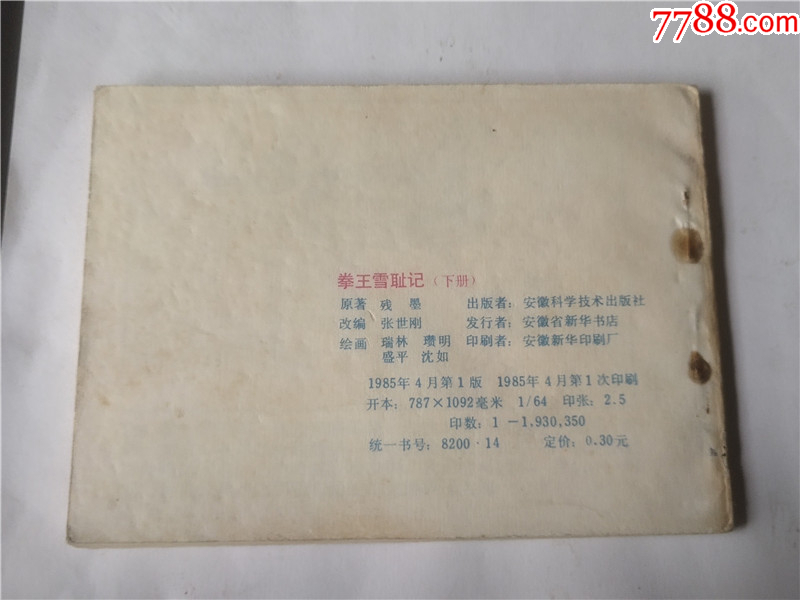 7788.com
拳王雪耻记（下册）
原著 残墨 出版者：安徽科学技术出版社
改编 张世刚 发行者：安徽省新华书店
绘画 瑞林 瓒明 印刷者：安徽新华印刷厂
盛平 沈如
1985年4月第1版 1985年4月第1次印刷
开本：787×1092毫米 1/64 印张：2.5
印数：1－1,930,350
统一书号：8200·14 定价：0.30元